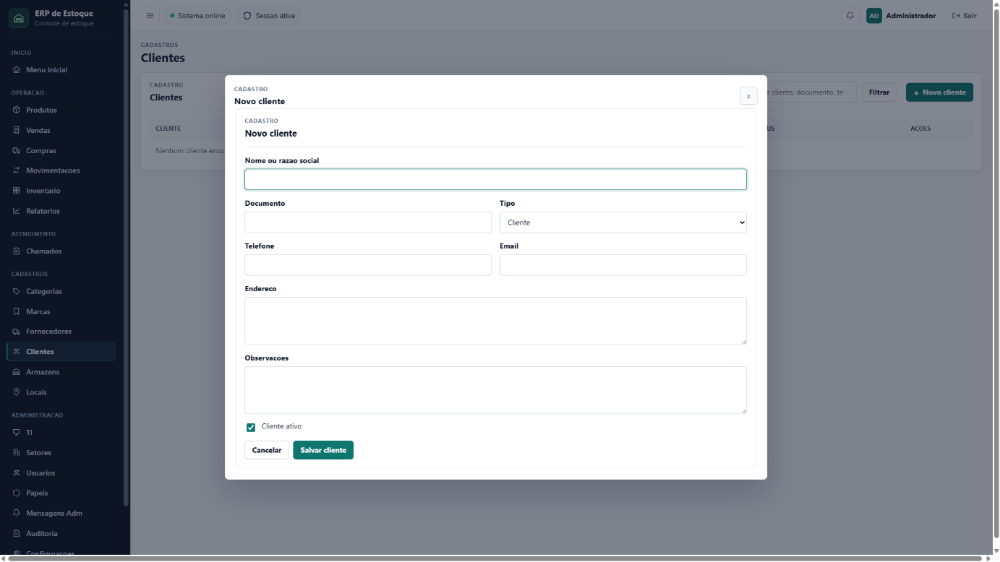 ERP de Estoque
Controle de estoque
INICIO
Menu inicial
OPERACAO
Produtos
Vendas
Compras
Movimentacoes
Inventario
Relatorios
ATENDIMENTO
Chamados
CADASTROS
Categorias
Marcas
Fornecedores
Clientes
Armazens
Locais
ADMINISTRACAO
TI
Setores
Usuarios
Papeis
Mensagens Adm
Auditoria
Configuracoes
Sistema online
Sessao ativa
AD Administrador
Sair
CADASTROS
Clientes
CADASTRO
Clientes
cliente, documento, te
Filtrar
+ Novo cliente
CLIENTE
ACOES
Nenhum cliente enco
CADASTRO
Novo cliente
x
CADASTRO
Novo cliente
Nome ou razao social
Documento
Tipo
Cliente
Telefone
Email
Endereco
Observacoes
Cliente ativo
Cancelar
Salvar cliente